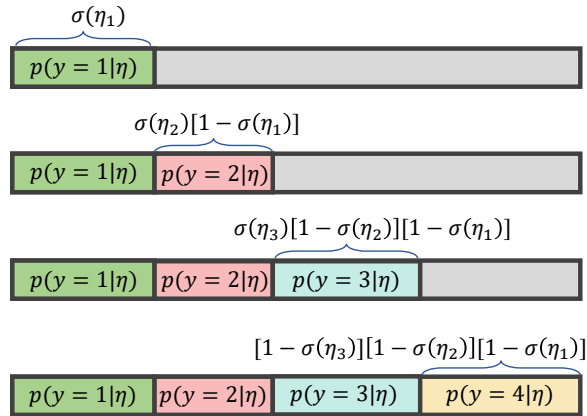 σ(η₁)
p(y = 1|η)
σ(η₂)[1 − σ(η₁)]
p(y = 1|η) p(y = 2|η)
σ(η₃)[1 − σ(η₂)][1 − σ(η₁)]
p(y = 1|η) p(y = 2|η) p(y = 3|η)
[1 − σ(η₃)][1 − σ(η₂)][1 − σ(η₁)]
p(y = 1|η) p(y = 2|η) p(y = 3|η) p(y = 4|η)